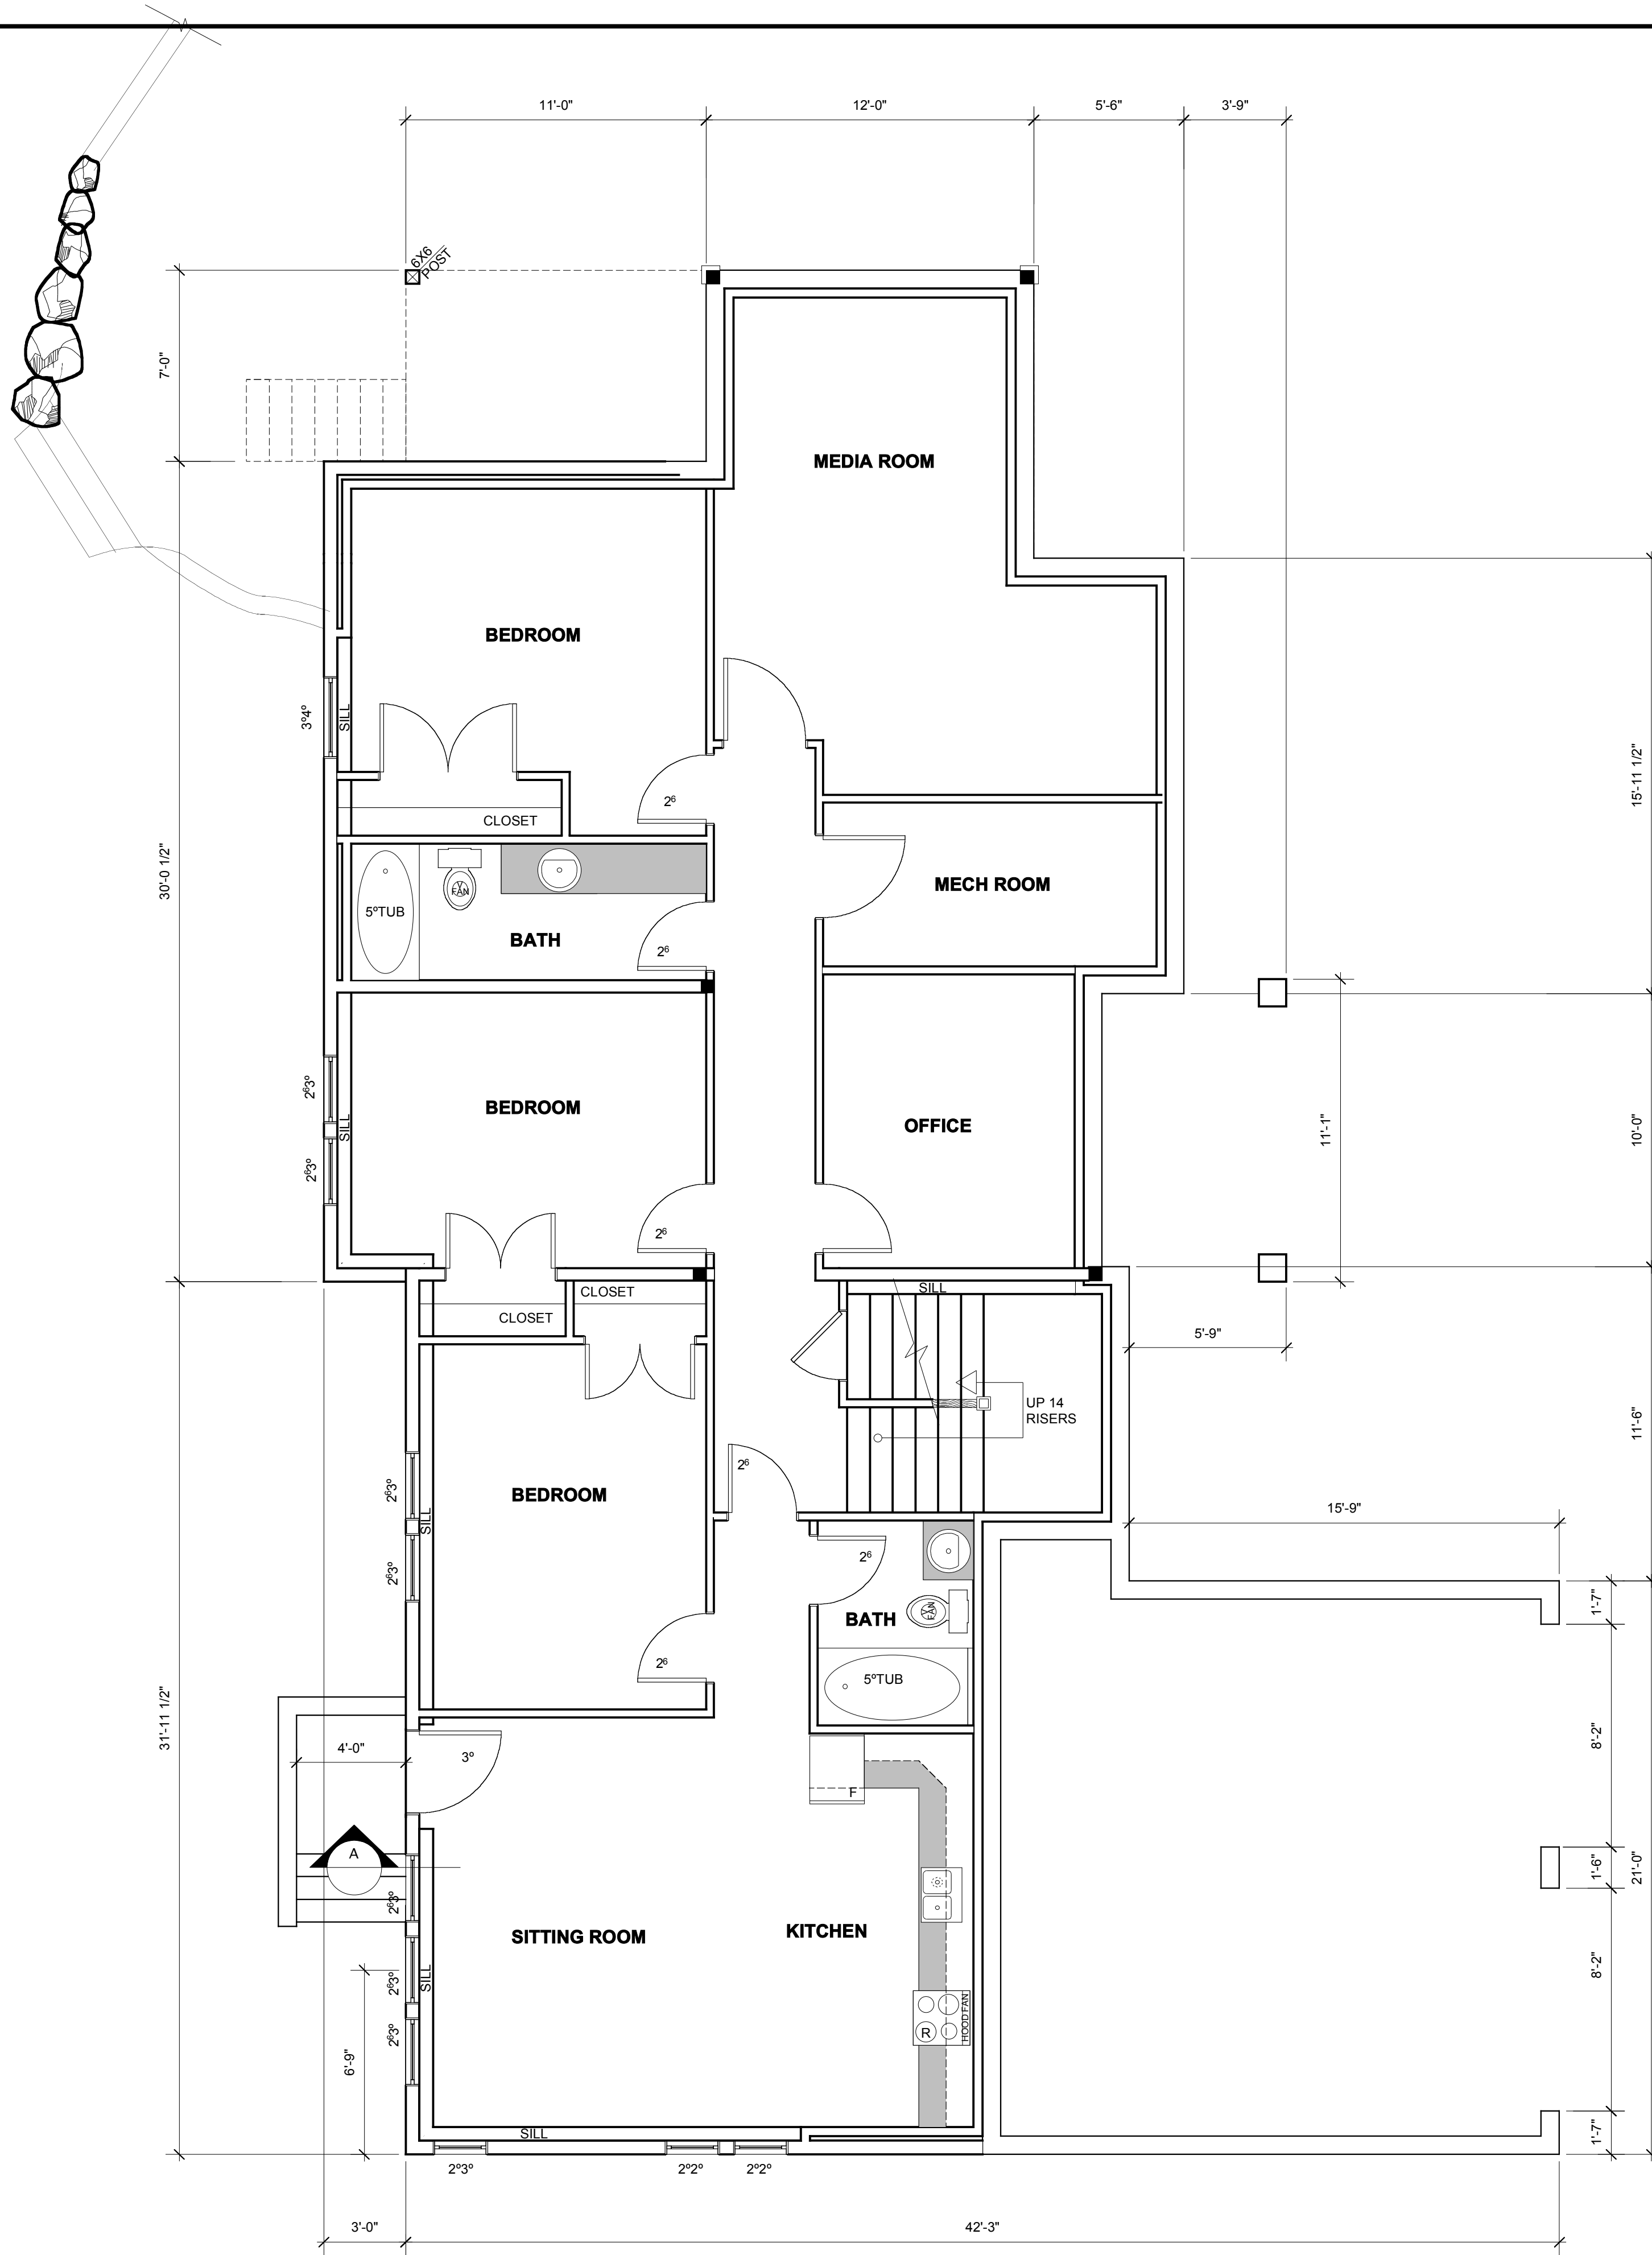 11'-0"
12'-0"
5'-6"
3'-9"
6X6
POST
7'-0"
MEDIA ROOM
BEDROOM
3⁰4⁰
SILL
15'-11 1/2"
2⁶
CLOSET
30'-0 1/2"
MECH ROOM
V
FAN
5⁰TUB
BATH
2⁶
2⁶3⁰
BEDROOM
OFFICE
SILL
11'-1"
10'-0"
2⁶3⁰
2⁶
SILL
CLOSET
CLOSET
5'-9"
UP 14
RISERS
11'-6"
2⁶
2⁶3⁰
BEDROOM
15'-9"
SILL
2⁶
2⁶3⁰
1'-7"
FAN
BATH
2⁶
5⁰TUB
31'-11 1/2"
8'-2"
4'-0"
3⁰
F
A
1'-6"
21'-0"
2⁶3⁰
SITTING ROOM
KITCHEN
8'-2"
SILL
2⁶3⁰
HOOD FAN
R
2⁶3⁰
6'-9"
SILL
1'-7"
2⁰3⁰
2⁰2⁰
2⁰2⁰
3'-0"
42'-3"